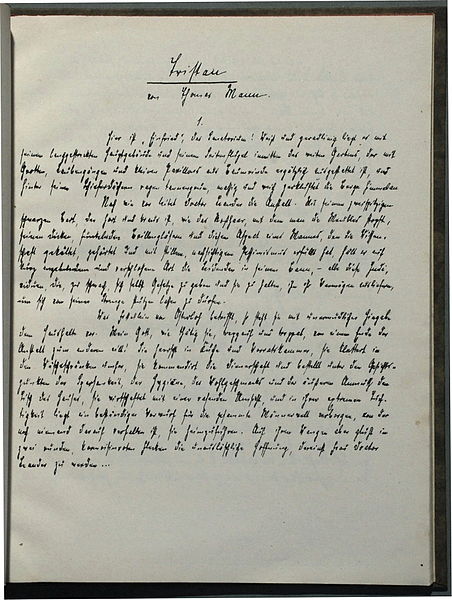 Tristan
von Thomas Mann.
1.
Hier ist „Einfried“, das Sanatorium! Weiß und geradlinig liegt es mit
seinem langgestreckten Hauptgebäude und seinem Seitenflügel inmitten des weiten Gartens, der mit
Grotten, Laubengängen und kleinen Pavillons aus Baumrinde ergötzlich ausgestattet ist, und
hinter seinen Schieferdächern ragen tannengrün, massig und weich zerklüftet die Berge himmelan.
Nach wie vor leitet Doktor Leander die Anstalt. Mit seinem zweispitzigen
schwarzen Bart, der hart und kraus ist, wie das Roßhaar, mit dem man die Möbel stopft,
seinen dicken, funkelnden Brillengläsern und diesem Aspekt eines Mannes, den die Wissen-
schaft gekältet, gehärtet und mit stillem, nachsichtigem Pessimismus erfüllt hat, hält er auf
kurz angebundene und verschlossene Art die Leidenden in seinem Bann, – alle diese Indi-
viduen, die, zu schwach, sich selbst Gesetze zu geben und sie zu halten, ihm ihr Vermögen ausliefern,
um sich von seiner Strenge stützen lassen zu dürfen.
Was Fräulein von Osterloh betrifft, so steht sie mit unermüdlicher Hingabe
dem Haushalte vor. Mein Gott, wie thätig sie, treppauf und treppab, von einem Ende der
Anstalt zum anderen eilt! Sie herrscht in Küche und Vorratskammer, sie klettert in
den Wäscheschränken umher, sie kommandirt die Dienerschaft und bestellt unter den Gesichts-
punkten der Sparsamkeit, der Hygiene, des Wohlgeschmacks und der äußeren Anmut, den
Tisch des Hauses, sie wirtschaftet mit einer rasenden Umsicht, und in ihrer extremen Tüch-
tigkeit liegt ein beständiger Vorwurf für die gesamte Männerwelt verborgen, von der
noch niemand darauf verfallen ist, sie heimzuführen. Auf ihren Wangen aber glüht in
zwei runden, karmoisinroten Flecken die unauslöschliche Hoffnung, dereinst Frau Doktor
Leander zu werden ...